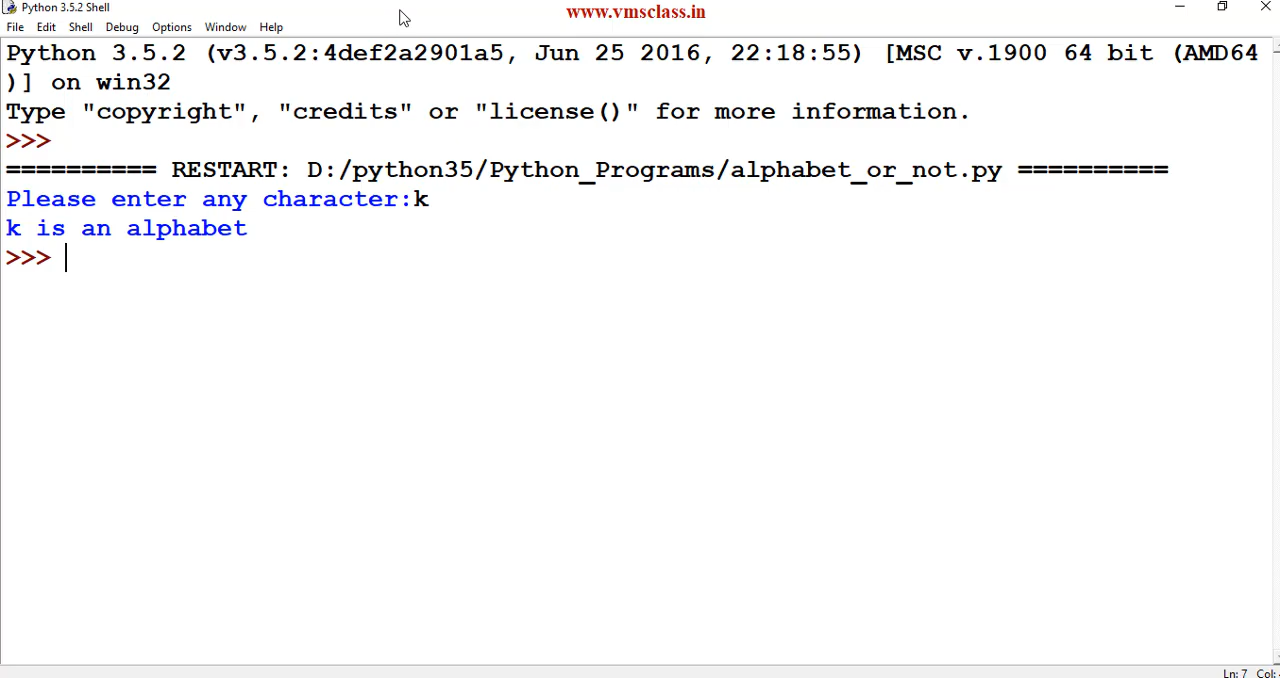 Python 3.5.2 Shell
www.vmsclass.in
File Edit Shell Debug Options Window Help
Python 3.5.2 (v3.5.2:4def2a2901a5, Jun 25 2016, 22:18:55) [MSC v.1900 64 bit (AMD64
)] on win32
Type "copyright", "credits" or "license()" for more information.
>>>
========== RESTART: D:/python35/Python_Programs/alphabet_or_not.py ==========
Please enter any character:k
k is an alphabet
>>>
Ln: 7 Col: